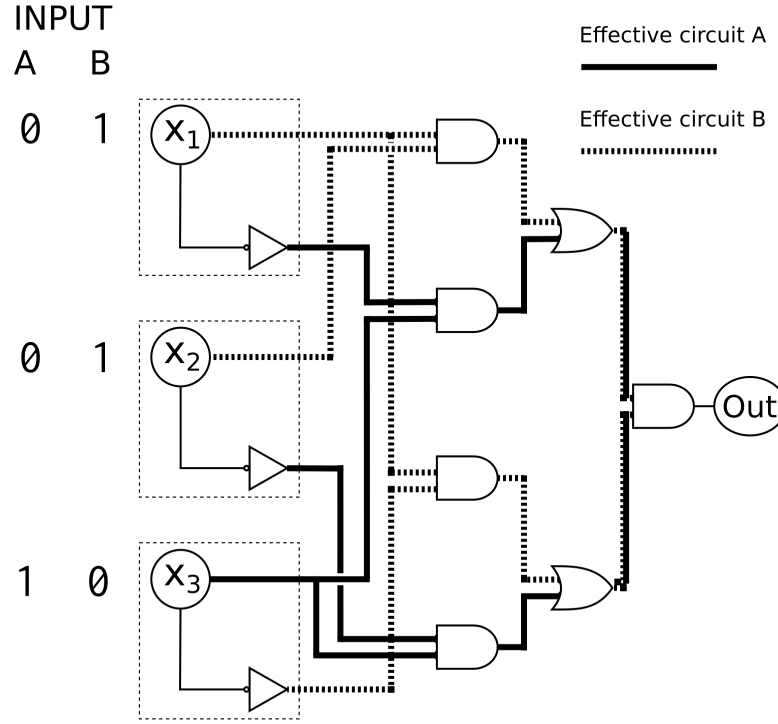 INPUT
A B
Effective circuit A
Effective circuit B
0 1 x₁
0 1 x₂
Out
1 0 x₃